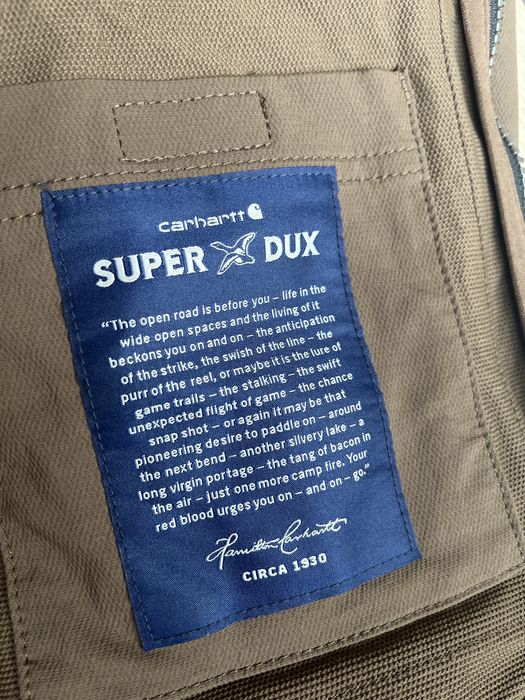 carhartt
SUPER DUX
“The open road is before you – life in the
wide open spaces and the living of it
beckons you on and on – the anticipation
of the strike, the swish of the line – the
purr of the reel, or maybe it is the lure of
game trails – the stalking – the swift
unexpected flight of game – the chance
snap shot – or again it may be that
pioneering desire to paddle on – around
the next bend – another silvery lake – a
long virgin portage – the tang of bacon in
the air – just one more camp fire. Your
red blood urges you on – and on – go.”
Hamilton Carhartt
CIRCA 1930